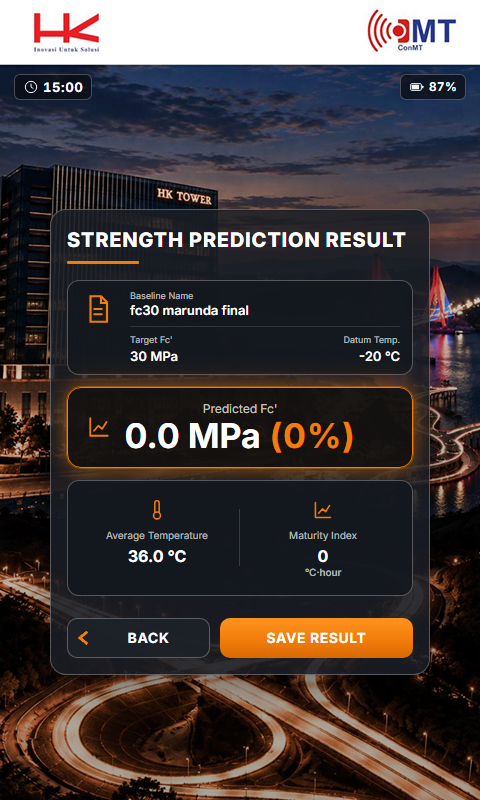 HK
Inovasi Untuk Solusi
MT
ConMT
15:00
87%
HK TOWER
STRENGTH PREDICTION RESULT
Baseline Name
fc30 marunda final
Target Fc' Datum Temp.
30 MPa -20 °C
Predicted Fc'
0.0 MPa (0%)
Average Temperature Maturity Index
36.0 °C 0
°C·hour
BACK SAVE RESULT